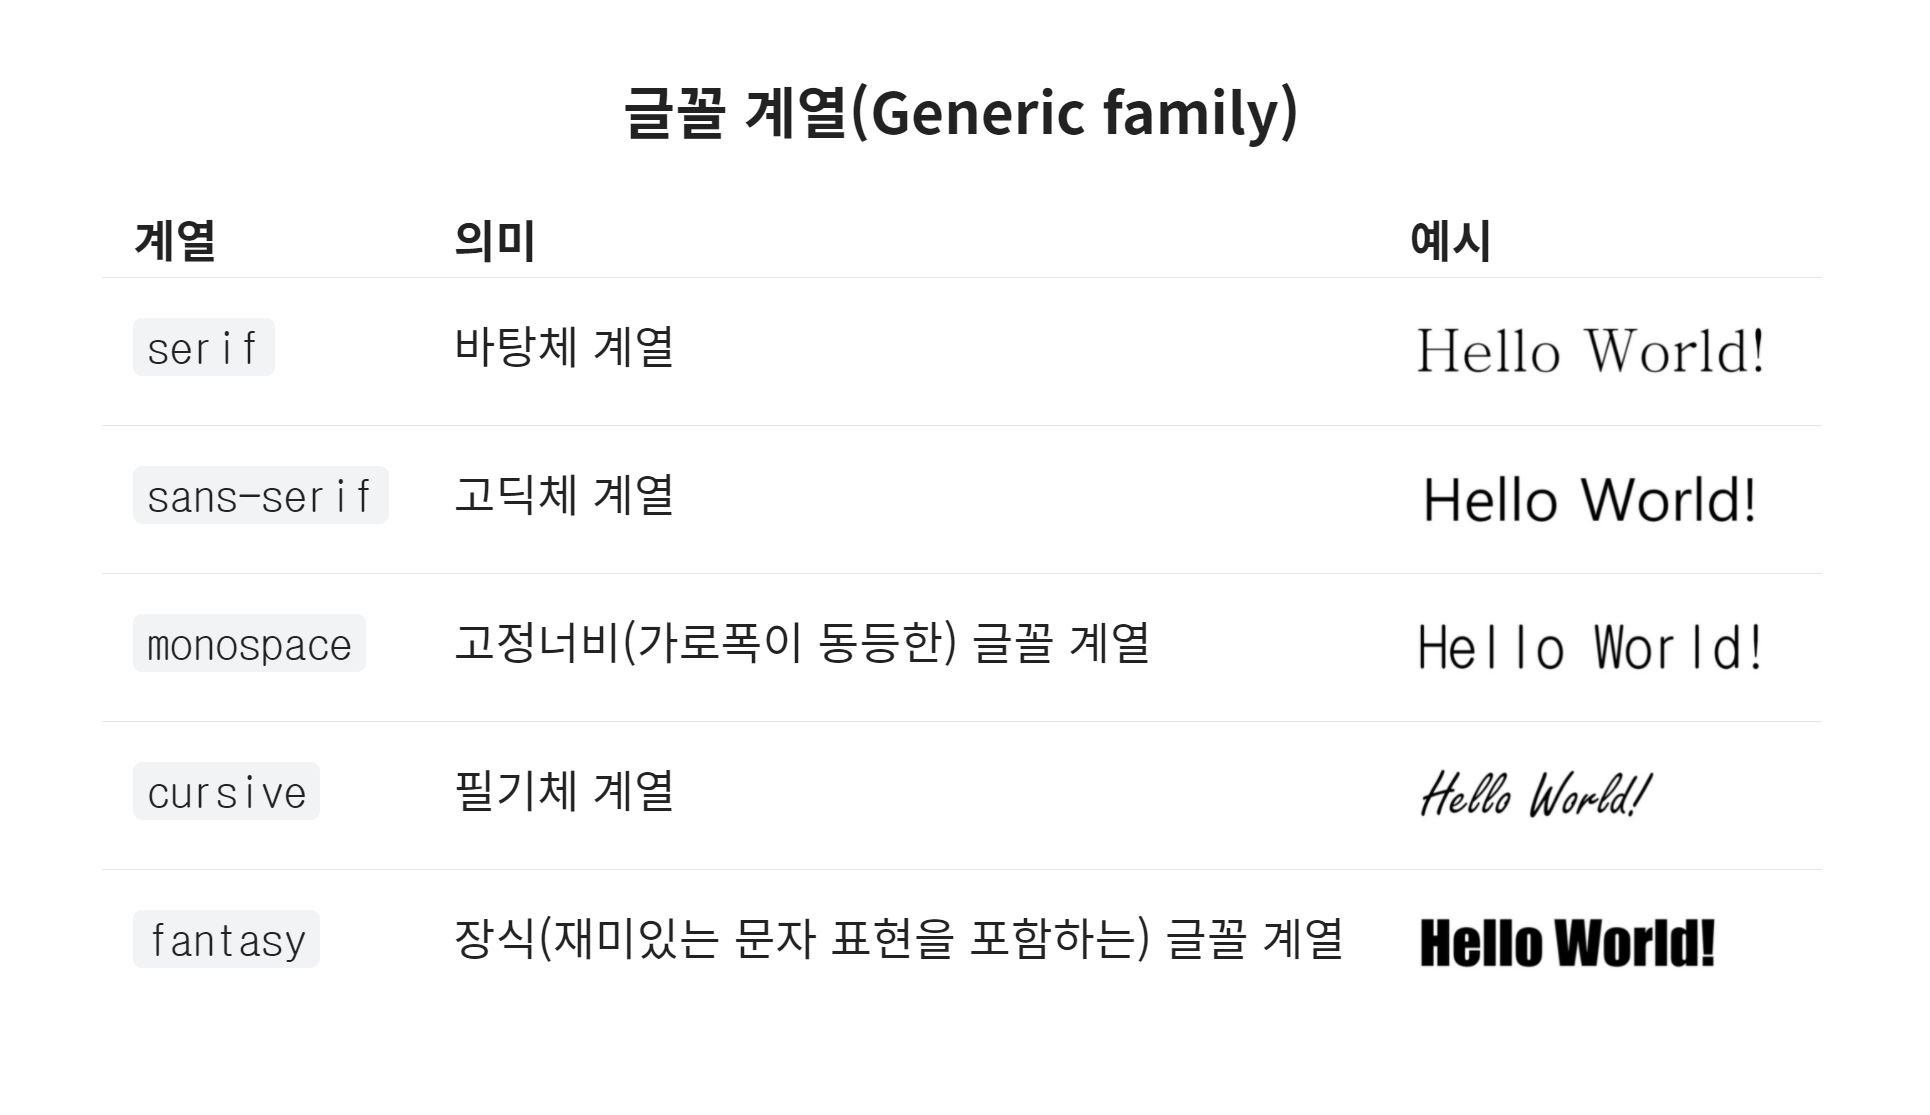 글꼴 계열(Generic family)
계열 의미 예시
serif 바탕체 계열 Hello World!
sans-serif 고딕체 계열 Hello World!
monospace 고정너비(가로폭이 동등한) 글꼴 계열 Hello World!
cursive 필기체 계열 Hello World!
fantasy 장식(재미있는 문자 표현을 포함하는) 글꼴 계열 Hello World!